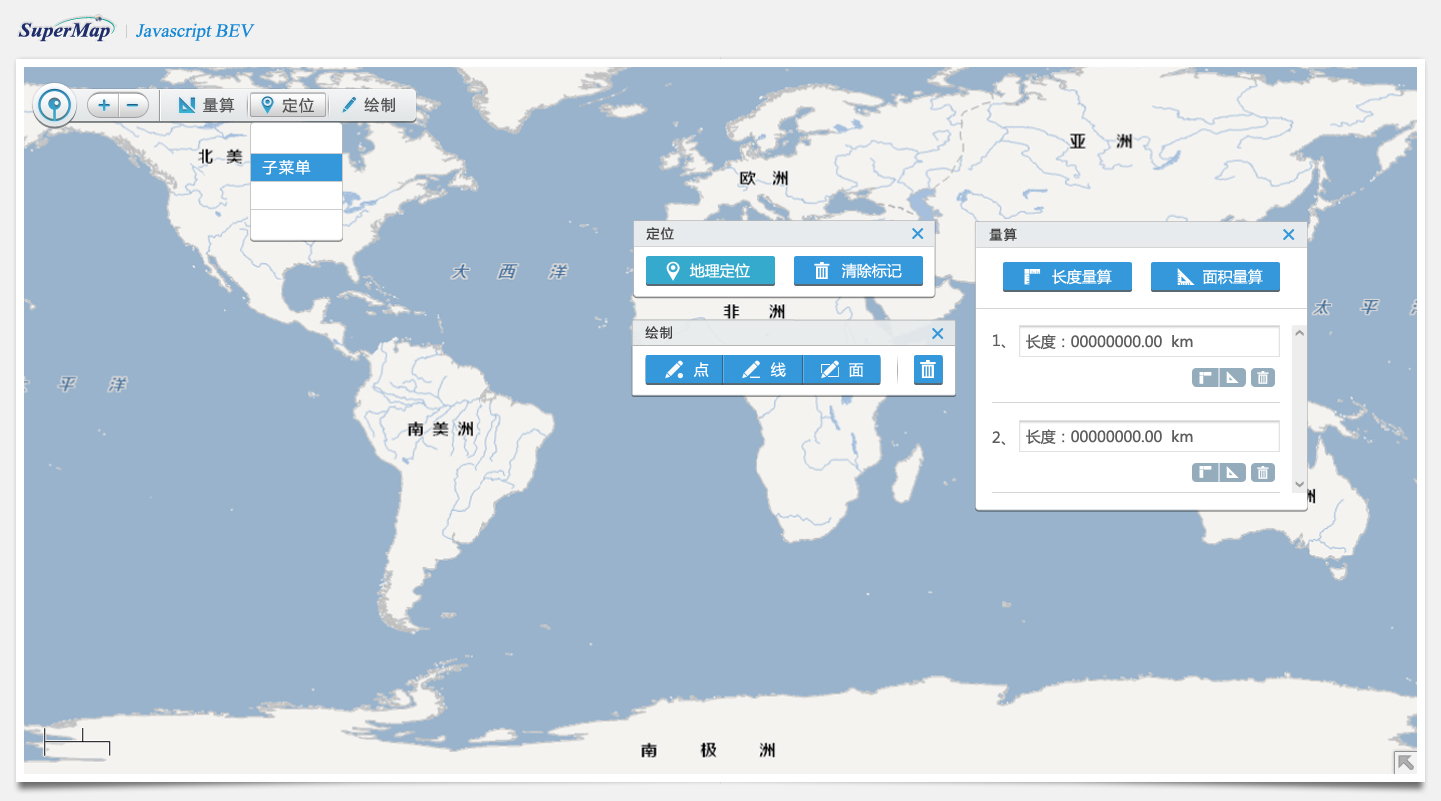 SuperMap | Javascript BEV
量算 定位 绘制
北 美
子菜单
亚 洲
欧 洲
定位
地理定位 清除标记
量算
长度量算 面积量算
太 西 洋
非 洲
太 平
绘制
点 线 面
1、 长度：00000000.00 km
平 洋
南 美 洲
2、 长度：00000000.00 km
洲
南 极 洲